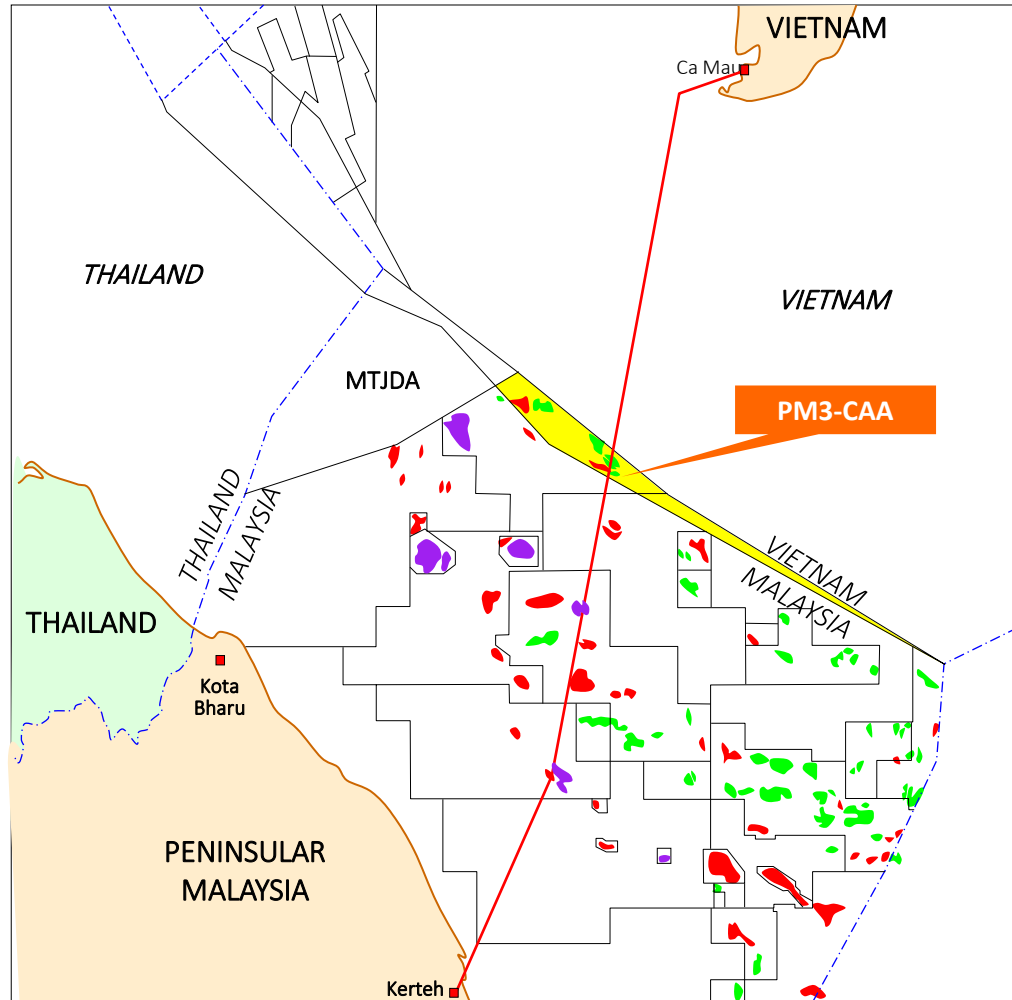 VIETNAM
Ca Mau
THAILAND
VIETNAM
MTJDA
PM3-CAA
THAILAND
MALAYSIA
VIETNAM
MALAYSIA
THAILAND
Kota
Bharu
PENINSULAR
MALAYSIA
Kerteh